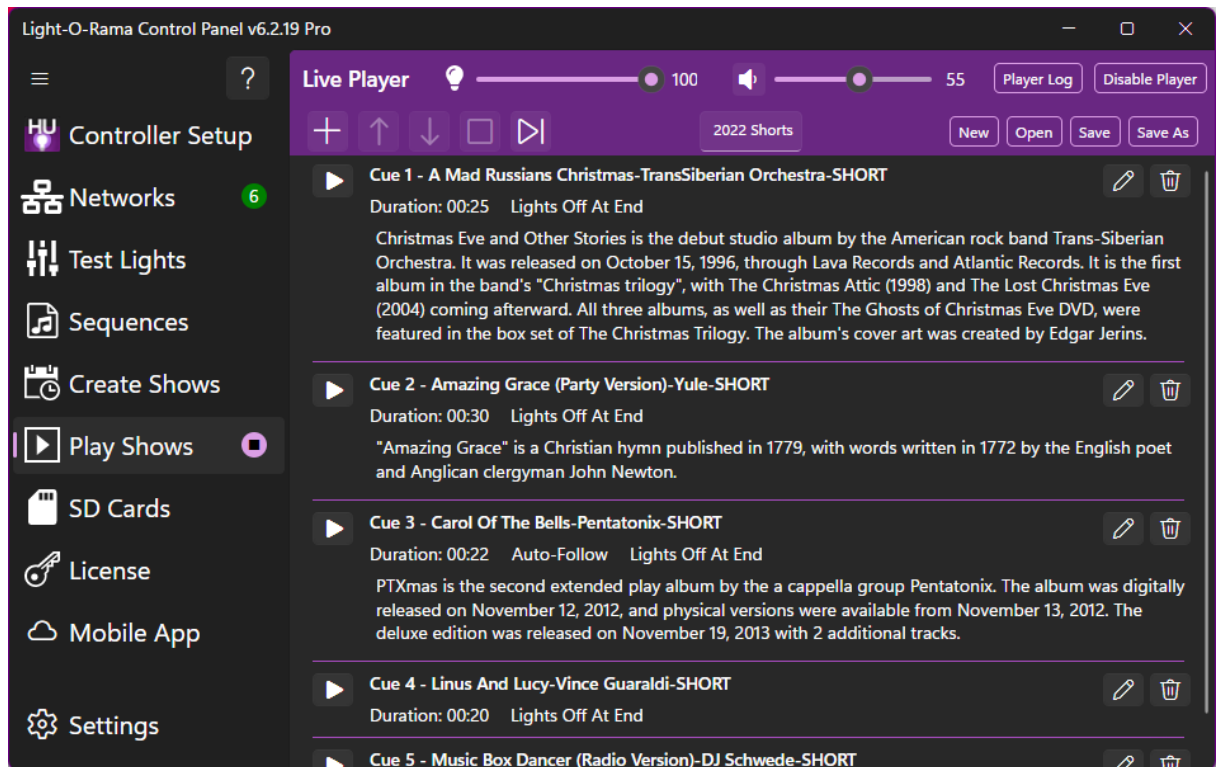 Light-O-Rama Control Panel v6.2.19 Pro
?
Live Player 100 55 Player Log Disable Player
2022 Shorts New Open Save Save As
HU Controller Setup
Networks 6
Test Lights
Sequences
Create Shows
Play Shows
SD Cards
License
Mobile App
Settings
Cue 1 - A Mad Russians Christmas-TransSiberian Orchestra-SHORT
Duration: 00:25 Lights Off At End
Christmas Eve and Other Stories is the debut studio album by the American rock band Trans-Siberian
Orchestra. It was released on October 15, 1996, through Lava Records and Atlantic Records. It is the first
album in the band's "Christmas trilogy", with The Christmas Attic (1998) and The Lost Christmas Eve
(2004) coming afterward. All three albums, as well as their The Ghosts of Christmas Eve DVD, were
featured in the box set of The Christmas Trilogy. The album's cover art was created by Edgar Jerins.
Cue 2 - Amazing Grace (Party Version)-Yule-SHORT
Duration: 00:30 Lights Off At End
"Amazing Grace" is a Christian hymn published in 1779, with words written in 1772 by the English poet
and Anglican clergyman John Newton.
Cue 3 - Carol Of The Bells-Pentatonix-SHORT
Duration: 00:22 Auto-Follow Lights Off At End
PTXmas is the second extended play album by the a cappella group Pentatonix. The album was digitally
released on November 12, 2012, and physical versions were available from November 13, 2012. The
deluxe edition was released on November 19, 2013 with 2 additional tracks.
Cue 4 - Linus And Lucy-Vince Guaraldi-SHORT
Duration: 00:20 Lights Off At End
Cue 5 - Music Box Dancer (Radio Version)-DJ Schwede-SHORT